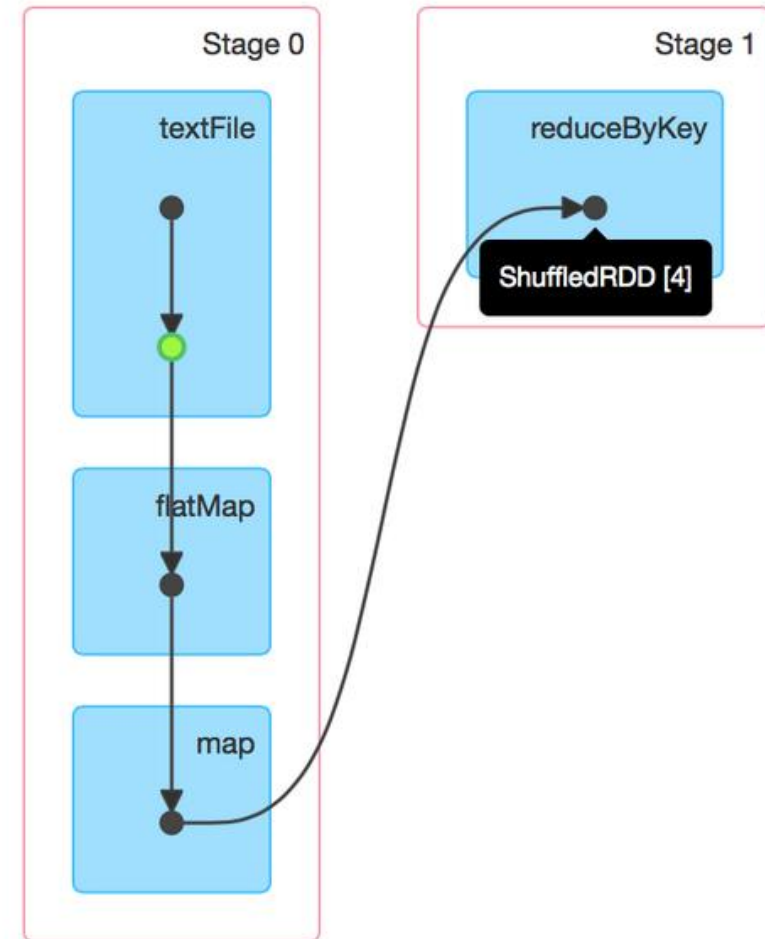 Stage 0
textFile
flatMap
map
Stage 1
reduceByKey
ShuffledRDD [4]